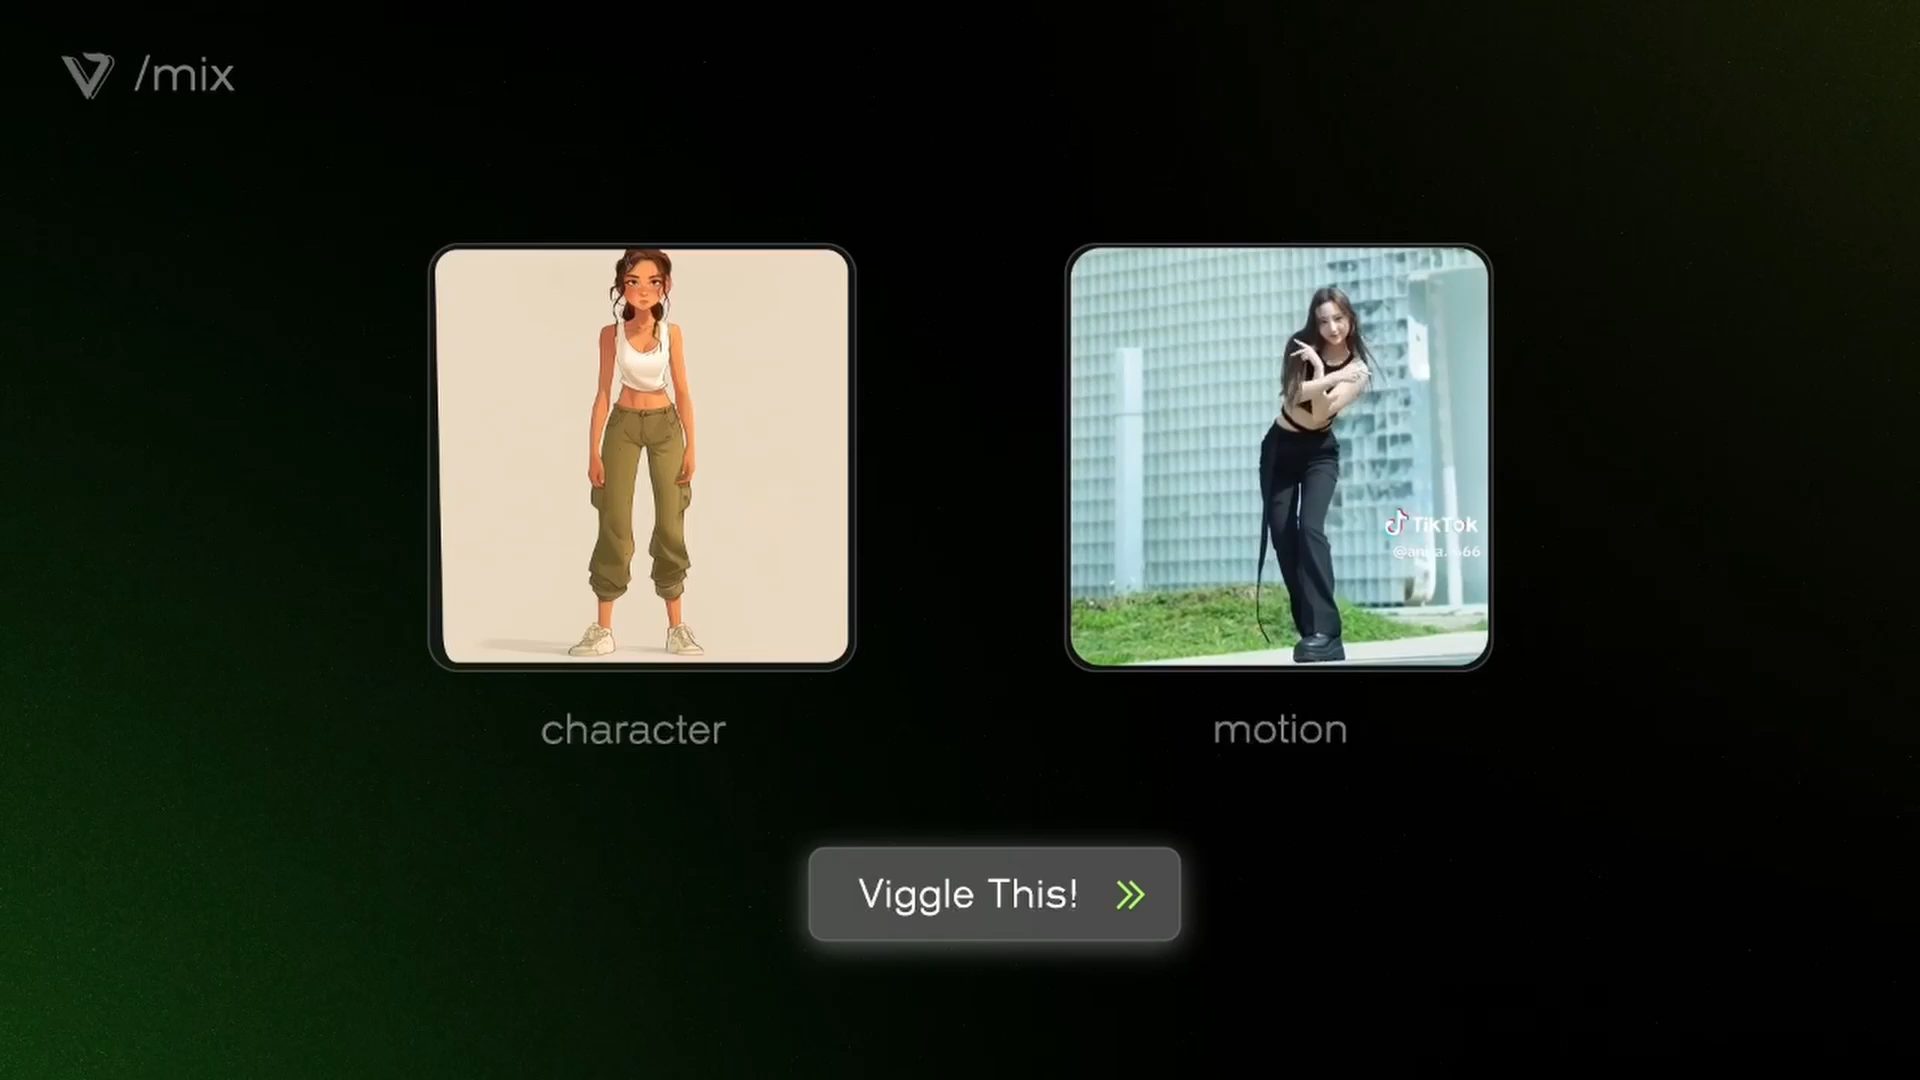 /mix
TikTok
character
motion
Viggle This!